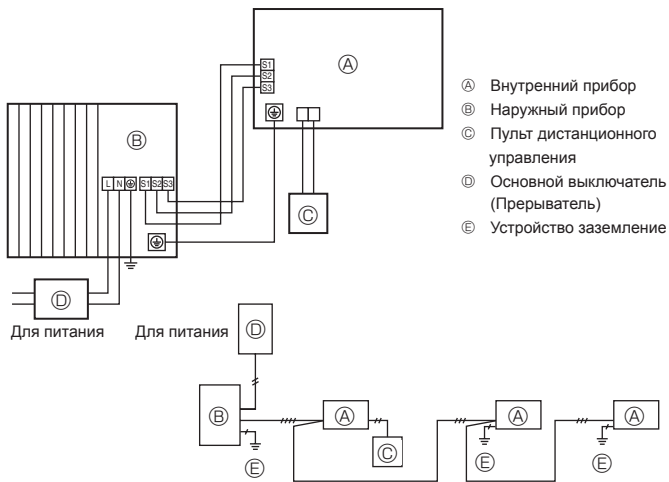 S1
S2
S3
Ⓐ
Ⓐ Внутренний прибор
Ⓑ Наружный прибор
Ⓒ Пульт дистанционного
управления
Ⓓ Основной выключатель
(Прерыватель)
Ⓔ Устройство заземление
Ⓑ
L N S1 S2 S3
Ⓒ
Ⓓ
Для питания
Для питания
Ⓓ
Ⓑ
Ⓐ
Ⓐ
Ⓐ
Ⓒ
Ⓔ
Ⓔ
Ⓔ